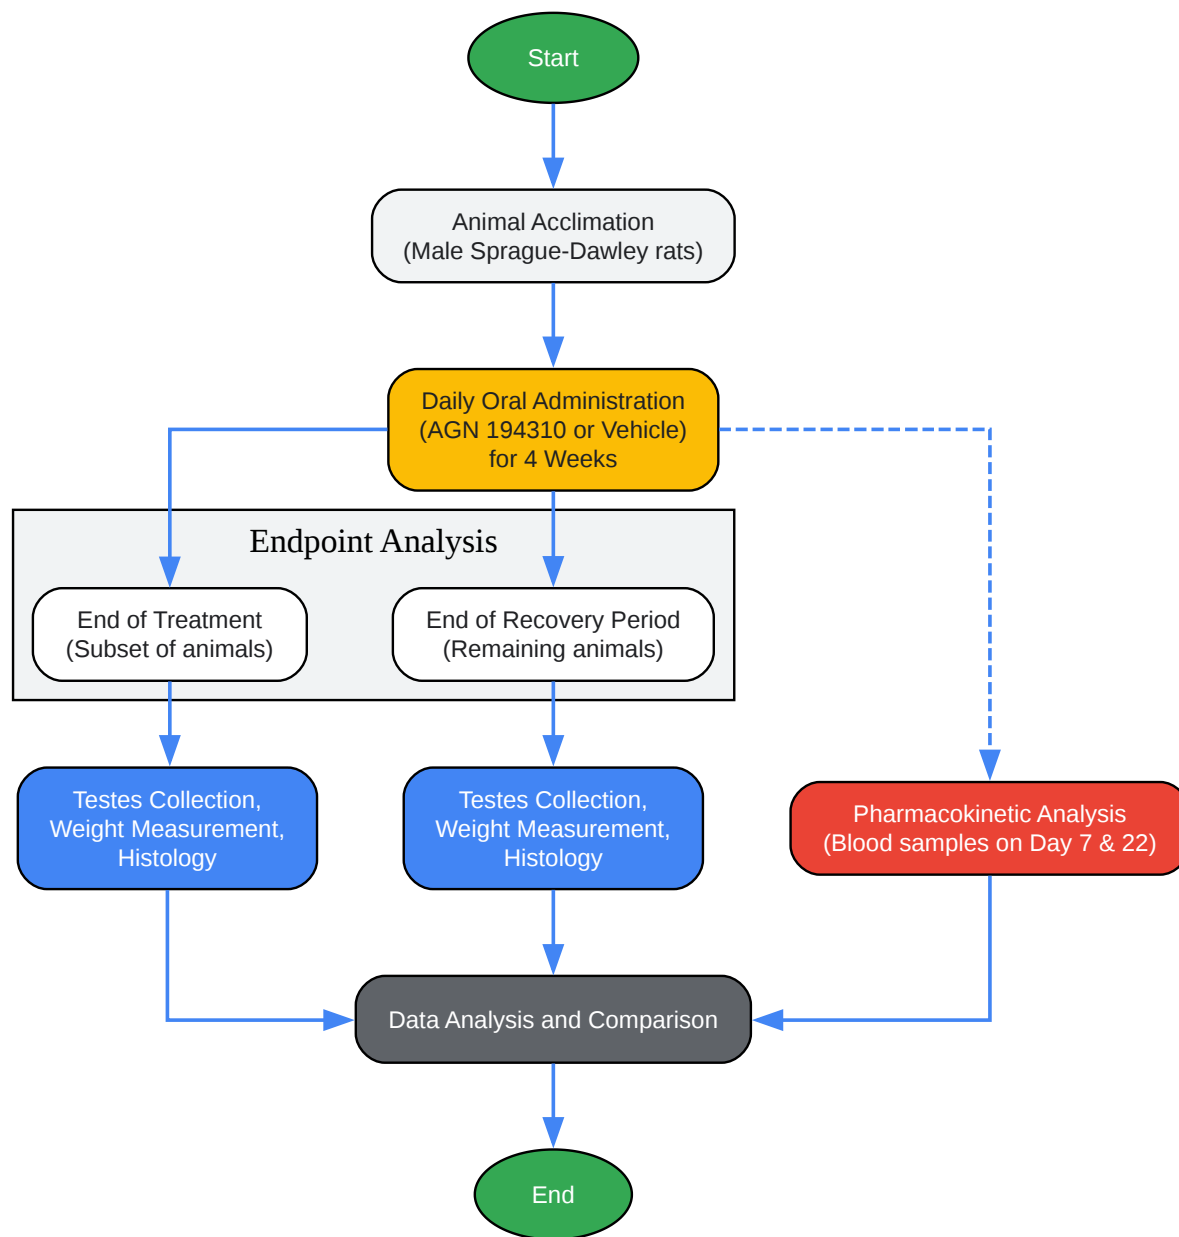 Start
Animal Acclimation
(Male Sprague-Dawley rats)
Daily Oral Administration
(AGN 194310 or Vehicle)
for 4 Weeks
Endpoint Analysis
End of Treatment
(Subset of animals)
End of Recovery Period
(Remaining animals)
Testes Collection,
Weight Measurement,
Histology
Testes Collection,
Weight Measurement,
Histology
Pharmacokinetic Analysis
(Blood samples on Day 7 & 22)
Data Analysis and Comparison
End